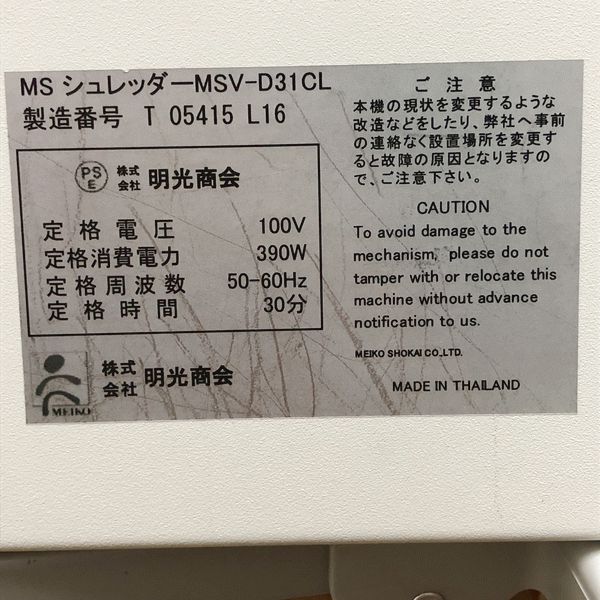 MS シュレッダーMSV-D31CL
製造番号 T 05415 L16
PS
E
株式
会社 明光商会
定格電圧 100V
定格消費電力 390W
定格周波数 50-60Hz
定格時間 30分
MEIKO
株式
会社 明光商会
ご注意
本機の現状を変更するような
改造などをしたり、弊社へ事前
の連絡なく設置場所を変更す
ると故障の原因となりますの
で、ご注意下さい。
CAUTION
To avoid damage to the
mechanism, please do not
tamper with or relocate this
machine without advance
notification to us.
MEIKO SHOKAI CO.,LTD.
MADE IN THAILAND